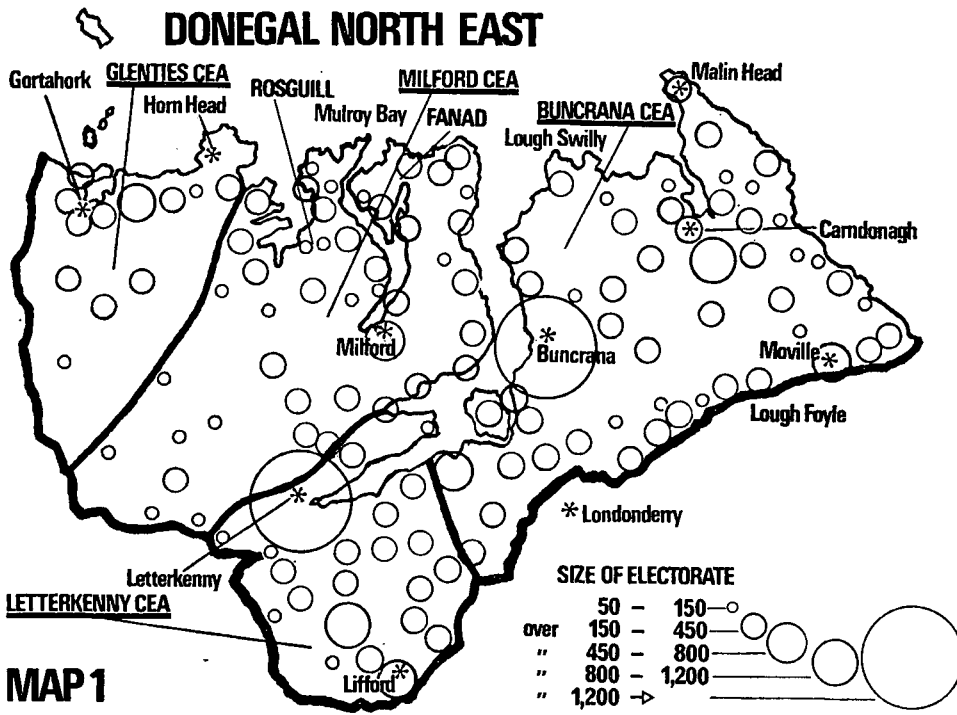 DONEGAL NORTH EAST
Gortahork
GLENTIES CEA
Horn Head
ROSGUILL
MILFORD CEA
Mulroy Bay
FANAD
Malin Head
BUNCRANA CEA
Lough Swilly
Carndonagh
Milford
Buncrana
Moville
Lough Foyle
Londonderry
Letterkenny
LETTERKENNY CEA
Lifford
SIZE OF ELECTORATE
50 – 150
over 150 – 450
" 450 – 800
" 800 – 1,200
" 1,200 →
MAP 1